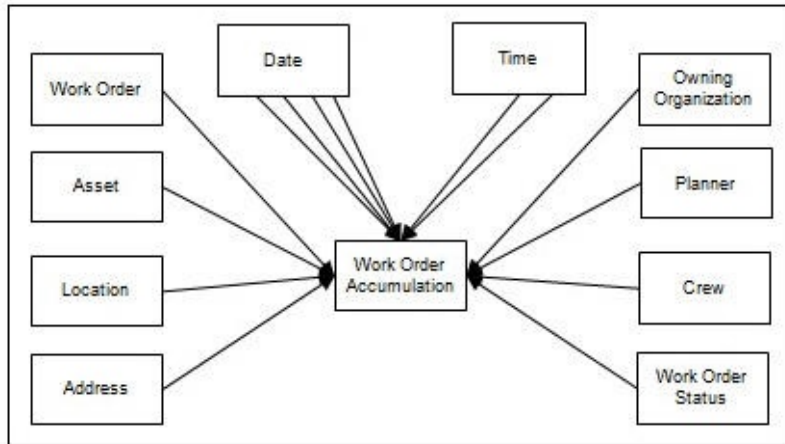 Date
Time
Work Order
Owning
Organization
Asset
Planner
Work Order
Accumulation
Location
Crew
Address
Work Order
Status